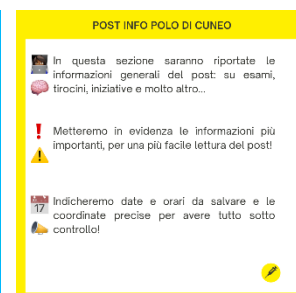 POST INFO POLO DI CUNEO
In questa sezione saranno riportate le
informazioni generali del post: su esami,
tirocini, iniziative e molto altro...
Metteremo in evidenza le informazioni più
importanti, per una più facile lettura del post!
Indicheremo date e orari da salvare e le
17
coordinate precise per avere tutto sotto
controllo!